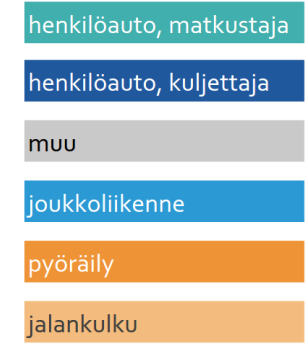 henkilöauto, matkustaja
henkilöauto, kuljettaja
muu
joukkoliikenne
pyöräily
jalankulku